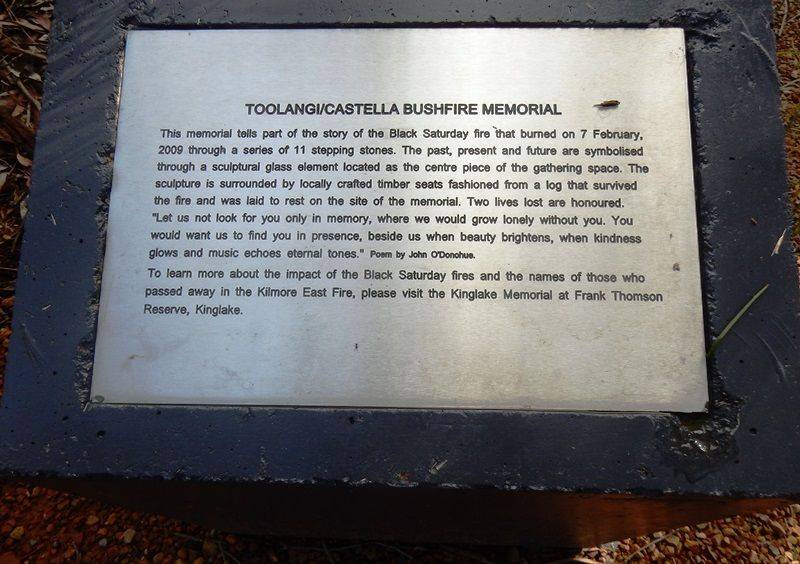 TOOLANGI/CASTELLA BUSHFIRE MEMORIAL
This memorial tells part of the story of the Black Saturday fire that burned on 7 February,
2009 through a series of 11 stepping stones. The past, present and future are symbolised
through a sculptural glass element located as the centre piece of the gathering space. The
sculpture is surrounded by locally crafted timber seats fashioned from a log that survived
the fire and was laid to rest on the site of the memorial. Two lives lost are honoured.
"Let us not look for you only in memory, where we would grow lonely without you. You
would want us to find you in presence, beside us when beauty brightens, when kindness
glows and music echoes eternal tones." Poem by John O'Donohue.
To learn more about the impact of the Black Saturday fires and the names of those who
passed away in the Kilmore East Fire, please visit the Kinglake Memorial at Frank Thomson
Reserve, Kinglake.